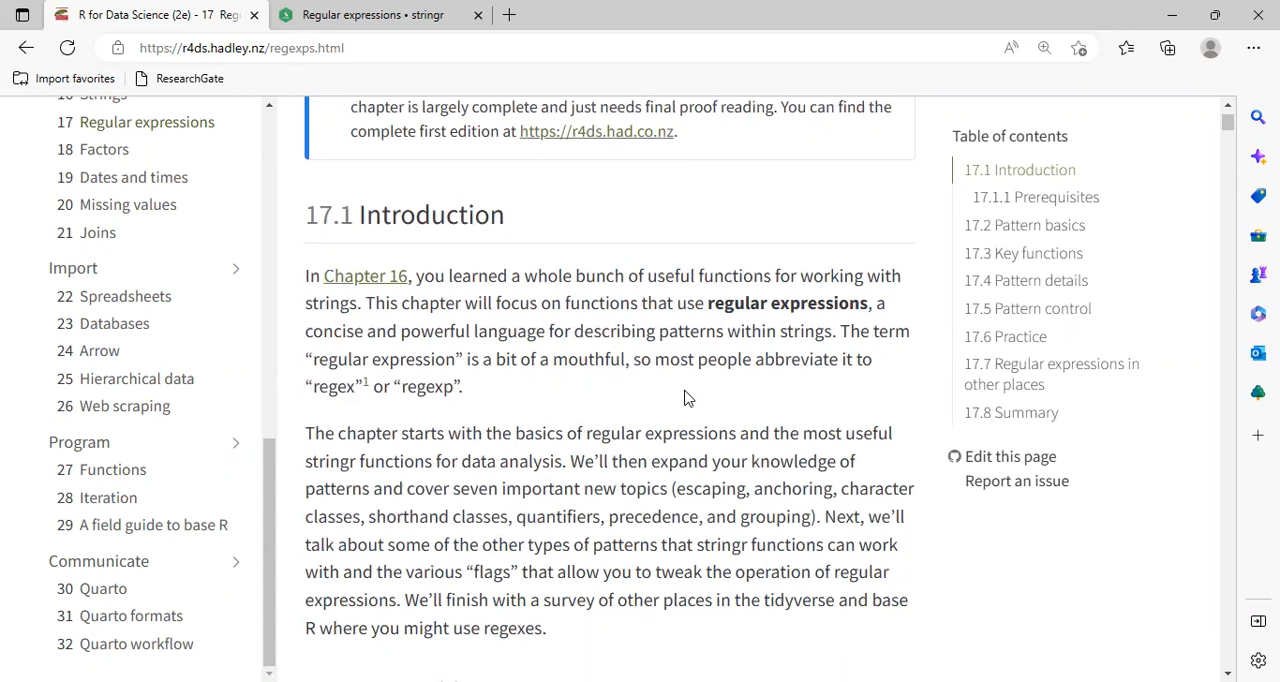 R for Data Science (2e) - 17 Reg
Regular expressions • stringr
https://r4ds.hadley.nz/regexps.html
Import favorites
ResearchGate
16 Strings
17 Regular expressions
18 Factors
19 Dates and times
20 Missing values
21 Joins
Import
22 Spreadsheets
23 Databases
24 Arrow
25 Hierarchical data
26 Web scraping
Program
27 Functions
28 Iteration
29 A field guide to base R
Communicate
30 Quarto
31 Quarto formats
32 Quarto workflow
chapter is largely complete and just needs final proof reading. You can find the
complete first edition at https://r4ds.had.co.nz.
17.1 Introduction
In Chapter 16, you learned a whole bunch of useful functions for working with
strings. This chapter will focus on functions that use regular expressions, a
concise and powerful language for describing patterns within strings. The term
“regular expression” is a bit of a mouthful, so most people abbreviate it to
“regex”1 or “regexp”.
The chapter starts with the basics of regular expressions and the most useful
stringr functions for data analysis. We’ll then expand your knowledge of
patterns and cover seven important new topics (escaping, anchoring, character
classes, shorthand classes, quantifiers, precedence, and grouping). Next, we’ll
talk about some of the other types of patterns that stringr functions can work
with and the various “flags” that allow you to tweak the operation of regular
expressions. We’ll finish with a survey of other places in the tidyverse and base
R where you might use regexes.
Table of contents
17.1 Introduction
17.1.1 Prerequisites
17.2 Pattern basics
17.3 Key functions
17.4 Pattern details
17.5 Pattern control
17.6 Practice
17.7 Regular expressions in
other places
17.8 Summary
Edit this page
Report an issue